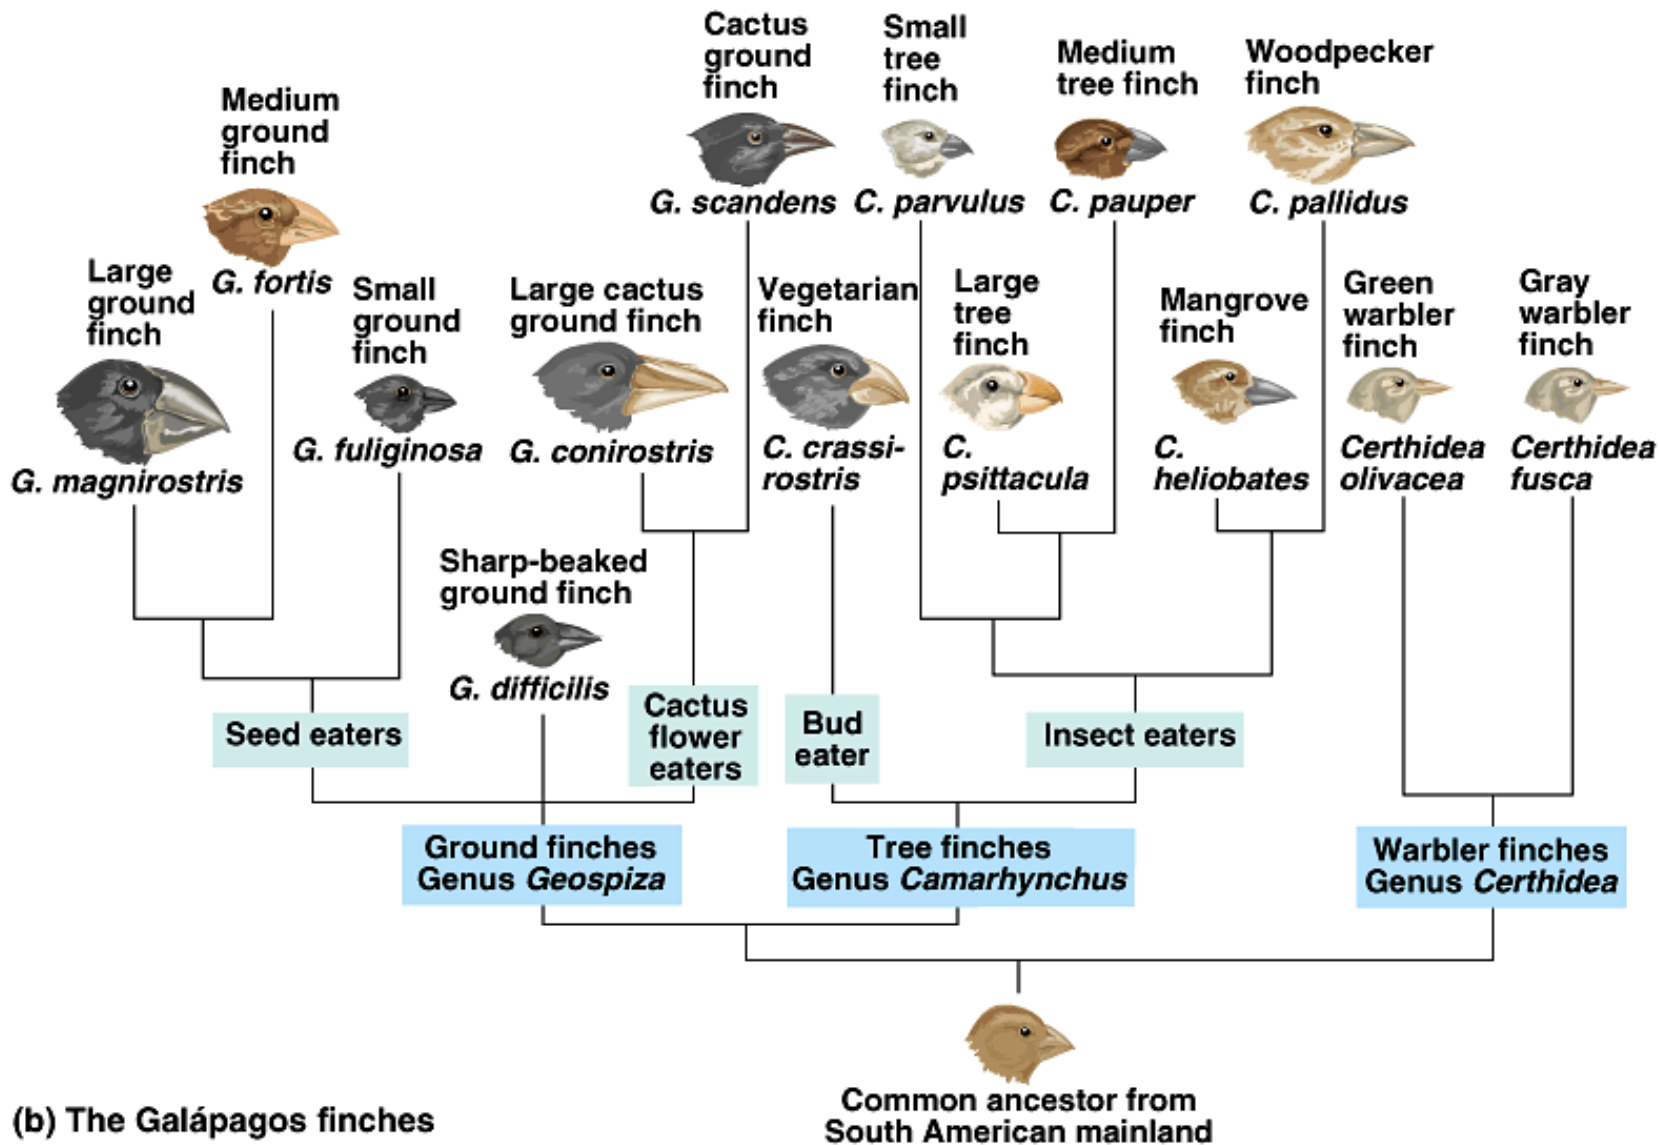 Cactus
ground
finch
G. scandens
Small
tree
finch
C. parvulus
Medium
tree finch
C. pauper
Woodpecker
finch
C. pallidus
Medium
ground
finch
G. fortis
Large
ground
finch
G. magnirostris
Small
ground
finch
G. fuliginosa
Large cactus
ground finch
G. conirostris
Vegetarian
finch
C. crassi-
rostris
Large
tree
finch
C.
psittacula
Mangrove
finch
C.
heliobates
Green
warbler
finch
Certhidea
olivacea
Gray
warbler
finch
Certhidea
fusca
Sharp-beaked
ground finch
G. difficilis
Seed eaters
Cactus
flower
eaters
Bud
eater
Insect eaters
Ground finches
Genus Geospiza
Tree finches
Genus Camarhynchus
Warbler finches
Genus Certhidea
Common ancestor from
South American mainland
(b) The Galápagos finches